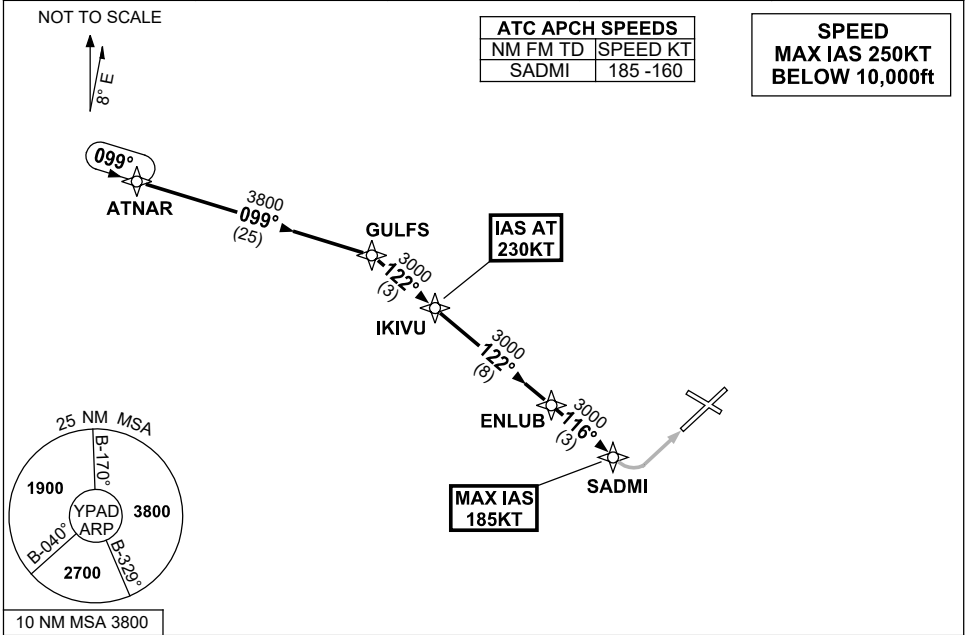 NOT TO SCALE
8° E
ATC APCH SPEEDS
NM FM TD SPEED KT
SADMI 185 -160
SPEED
MAX IAS 250KT
BELOW 10,000ft
099°
ATNAR
3800
099°
(25)
GULFS
3000
122°
(3)
IAS AT
230KT
IKIVU
3000
122°
(8)
ENLUB
3000
116°
(3)
SADMI
MAX IAS
185KT
25 NM MSA
B-170°
1900
YPAD
ARP
3800
B-040°
B-329°
2700
10 NM MSA 3800